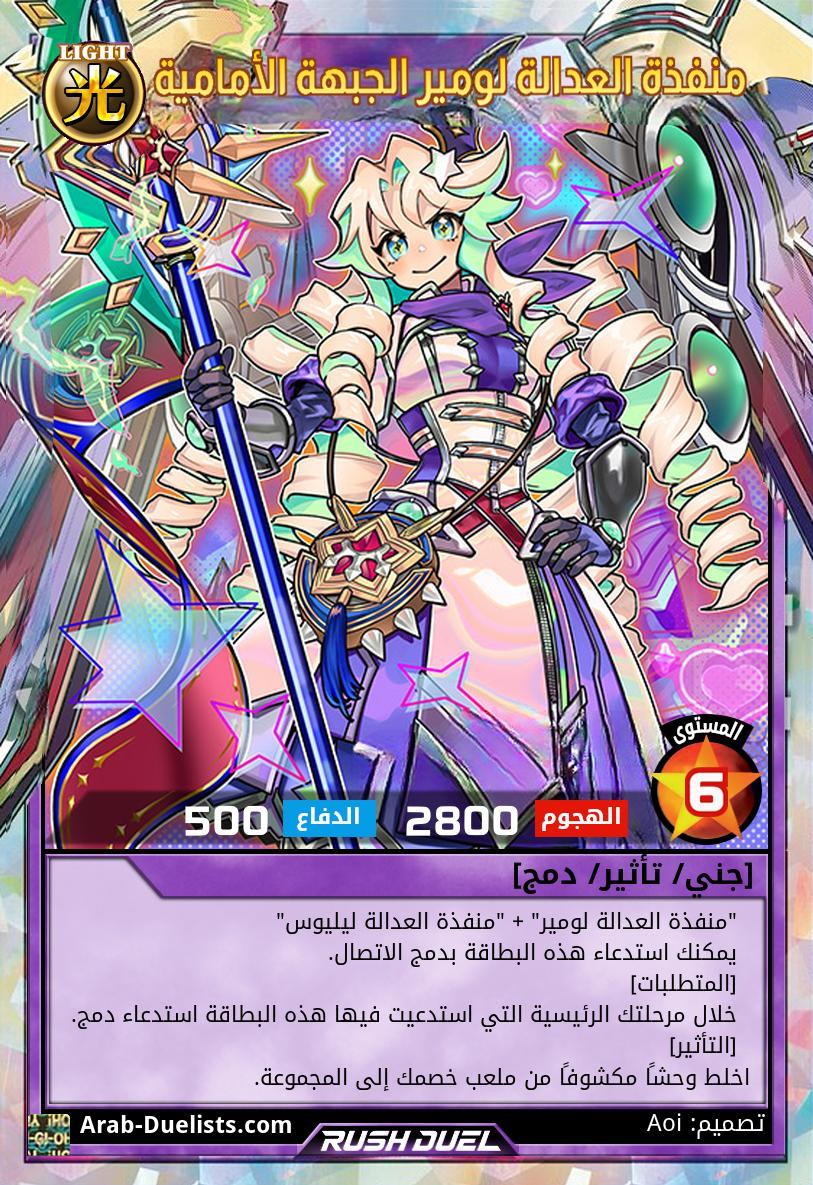 LIGHT
光
منفذة العدالة لومير الجبهة الأمامية
المستوى
6
الهجوم 2800 الدفاع 500
[جني/ تأثير/ دمج]
"منفذة العدالة لومير" + "منفذة العدالة ليليوس"
يمكنك استدعاء هذه البطاقة بدمج الاتصال.
[المتطلبات]
خلال مرحلتك الرئيسية التي استدعيت فيها هذه البطاقة استدعاء دمج.
[التأثير]
اخلط وحشاً مكشوفاً من ملعب خصمك إلى المجموعة.
تصميم: Aoi
Arab-Duelists.com
RUSH DUEL